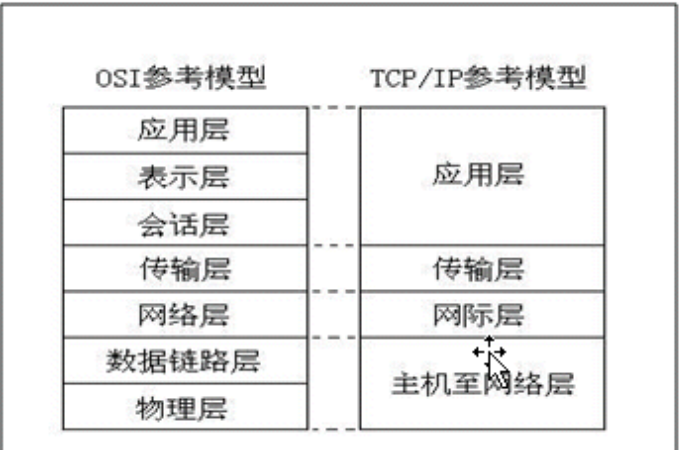 OSI参考模型
TCP/IP参考模型
应用层
表示层
会话层
传输层
网络层
数据链路层
物理层
应用层
传输层
网际层
主机至网络层